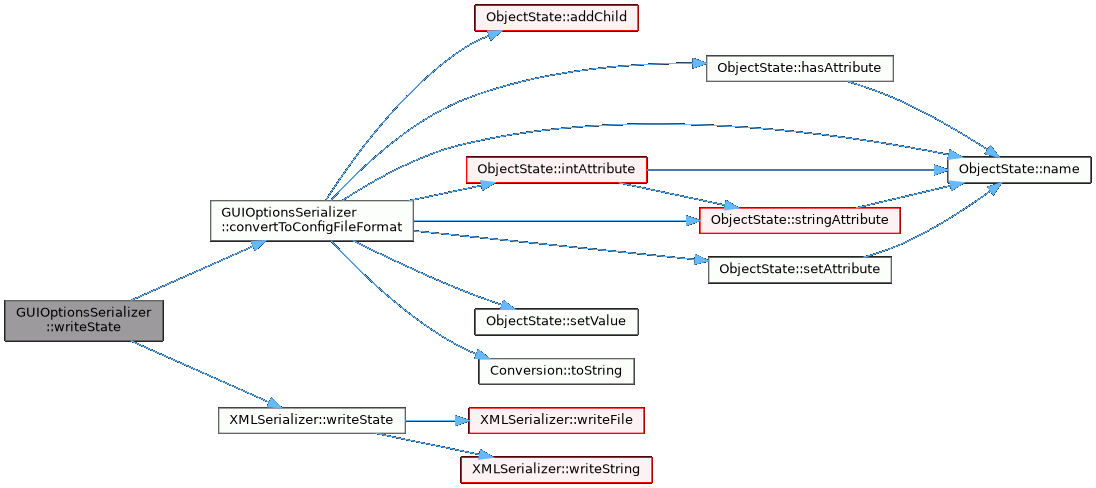 ObjectState::addChild
ObjectState::hasAttribute
ObjectState::intAttribute
ObjectState::name
GUIOptionsSerializer
::convertToConfigFileFormat
ObjectState::stringAttribute
ObjectState::setAttribute
GUIOptionsSerializer
::writeState
ObjectState::setValue
Conversion::toString
XMLSerializer::writeState
XMLSerializer::writeFile
XMLSerializer::writeString